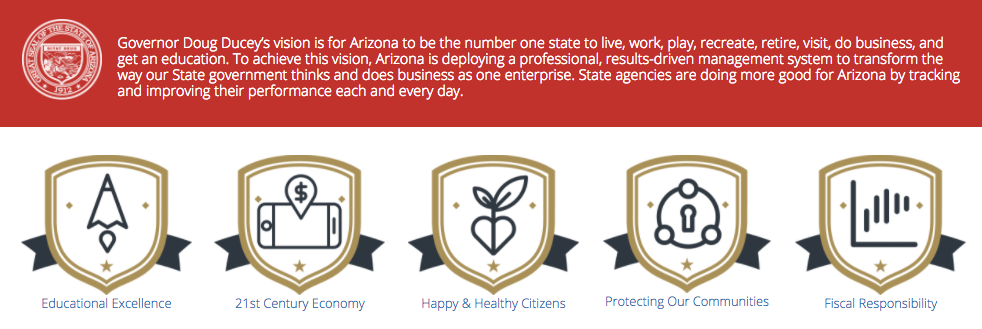 GREAT SEAL OF THE STATE OF ARIZONA
DITAT DEUS
1912
Governor Doug Ducey's vision is for Arizona to be the number one state to live, work, play, recreate, retire, visit, do business, and
get an education. To achieve this vision, Arizona is deploying a professional, results-driven management system to transform the
way our State government thinks and does business as one enterprise. State agencies are doing more good for Arizona by tracking
and improving their performance each and every day.
$
Educational Excellence
21st Century Economy
Happy & Healthy Citizens
Protecting Our Communities
Fiscal Responsibility